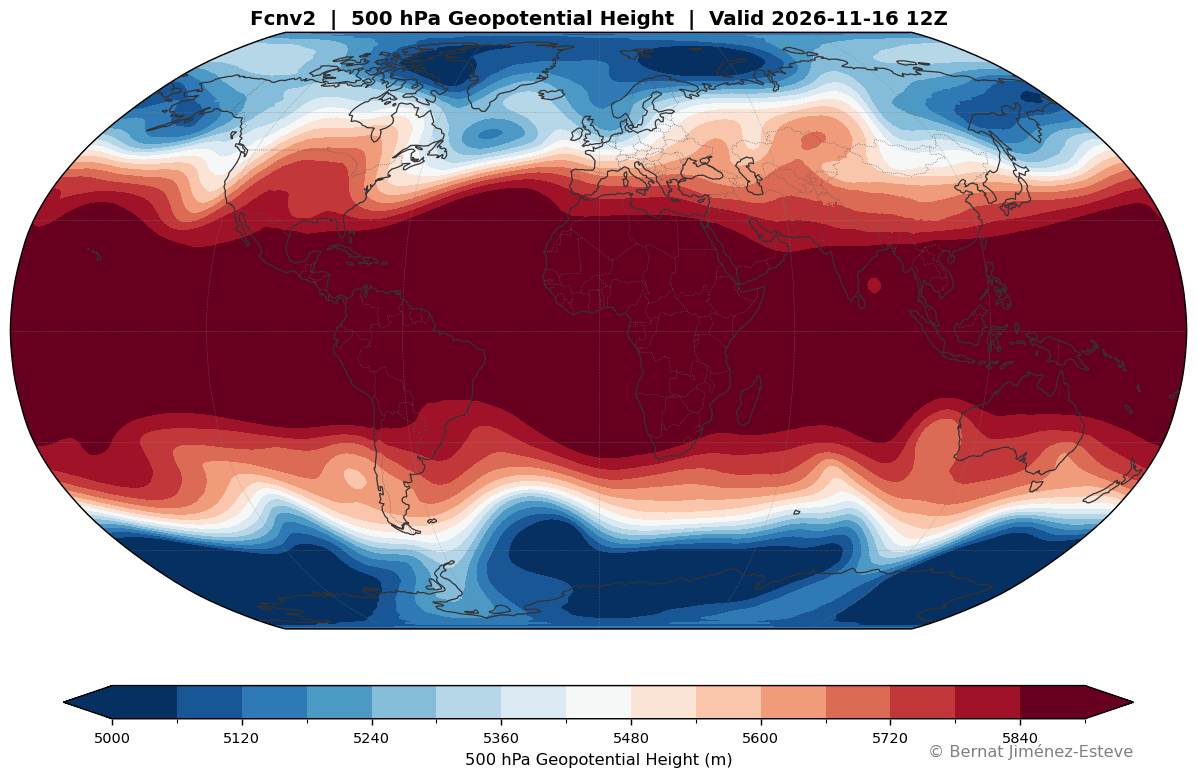 Fcnv2 | 500 hPa Geopotential Height | Valid 2026-11-16 12Z
5000 5120 5240 5360 5480 5600 5720 5840
500 hPa Geopotential Height (m)
© Bernat Jiménez-Esteve